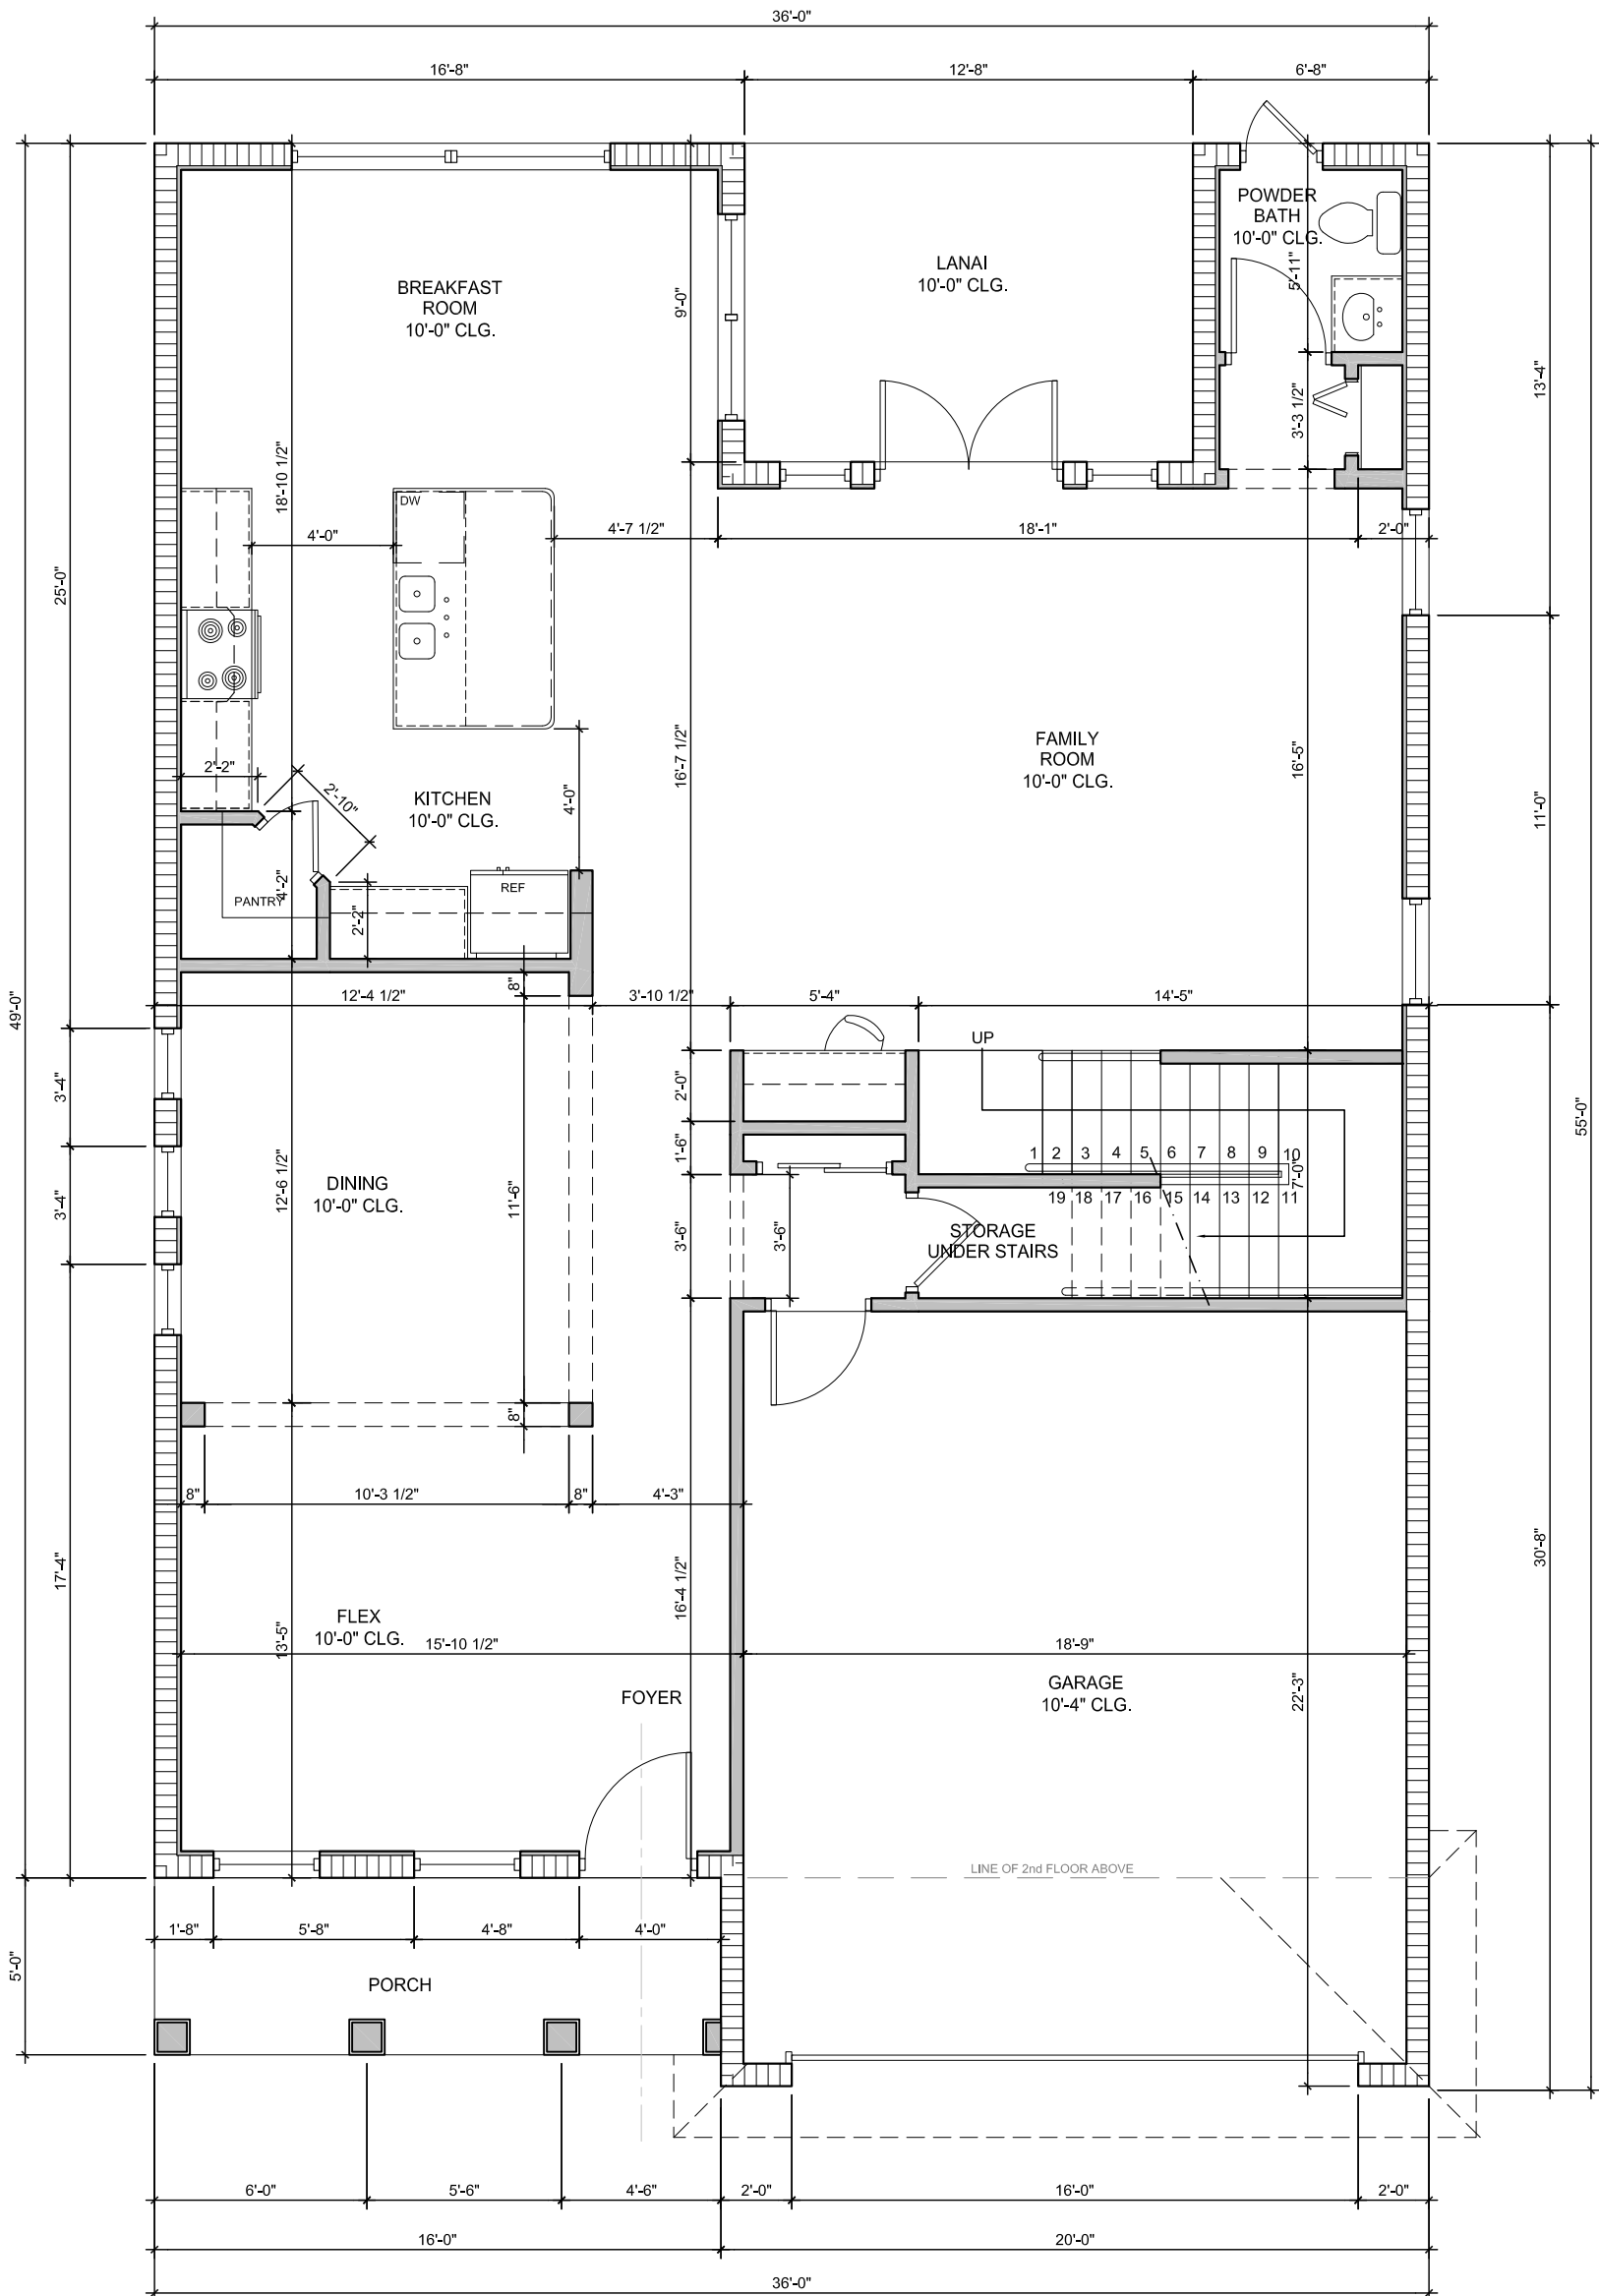 36'-0"
16'-8"
12'-8"
6'-8"
POWDER
BATH
10'-0" CLG.
LANAI
10'-0" CLG.
BREAKFAST
ROOM
10'-0" CLG.
9'-0"
5'-11"
13'-4"
3'-3 1/2"
18'-10 1/2"
DW
4'-0"
4'-7 1/2"
18'-1"
2'-0"
25'-0"
16'-7 1/2"
FAMILY
ROOM
10'-0" CLG.
16'-5"
2'-2"
2'-10"
KITCHEN
10'-0" CLG.
4'-0"
11'-0"
PANTRY
4'-2"
2'-2"
REF
8"
12'-4 1/2"
3'-10 1/2"
5'-4"
14'-5"
49'-0"
UP
3'-4"
2'-0"
55'-0"
1'-6"
1 2 3 4 5 6 7 8 9 10
7'-0"
19 18 17 16 15 14 13 12 11
DINING
10'-0" CLG.
12'-6 1/2"
11'-6"
3'-4"
3'-6"
3'-6"
STORAGE
UNDER STAIRS
8"
8"
10'-3 1/2"
8"
4'-3"
17'-4"
16'-4 1/2"
30'-8"
FLEX
10'-0" CLG.
13'-5"
15'-10 1/2"
18'-9"
FOYER
GARAGE
10'-4" CLG.
22'-3"
LINE OF 2nd FLOOR ABOVE
1'-8"
5'-8"
4'-8"
4'-0"
5'-0"
PORCH
6'-0"
5'-6"
4'-6"
2'-0"
16'-0"
2'-0"
16'-0"
20'-0"
36'-0"